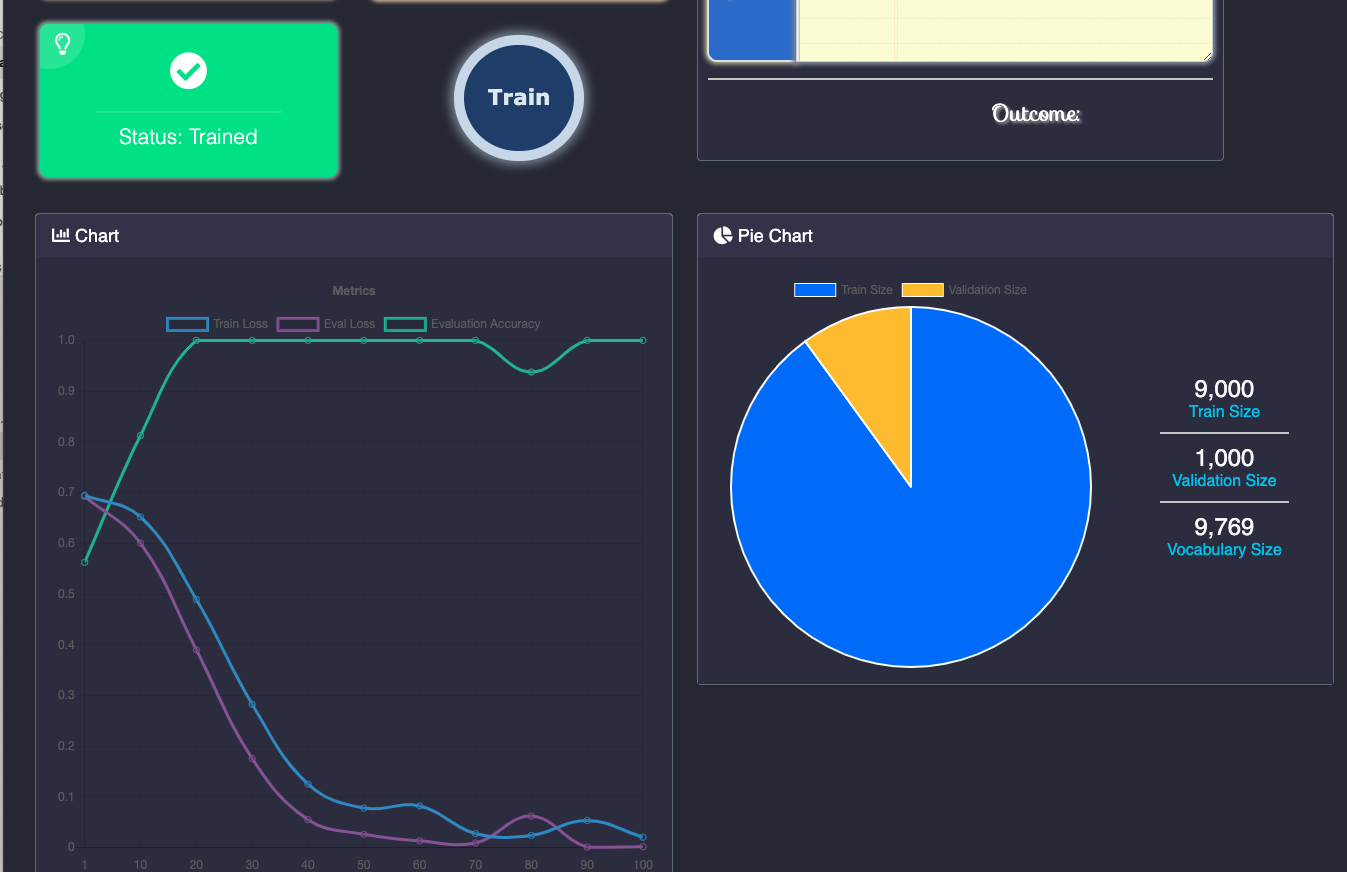 Status: Trained
Train
Outcome:
Chart
Metrics
Train Loss Eval Loss Evaluation Accuracy
1.0
0.9
0.8
0.7
0.6
0.5
0.4
0.3
0.2
0.1
0
1 10 20 30 40 50 60 70 80 90 100
Pie Chart
Train Size Validation Size
9,000
Train Size
1,000
Validation Size
9,769
Vocabulary Size